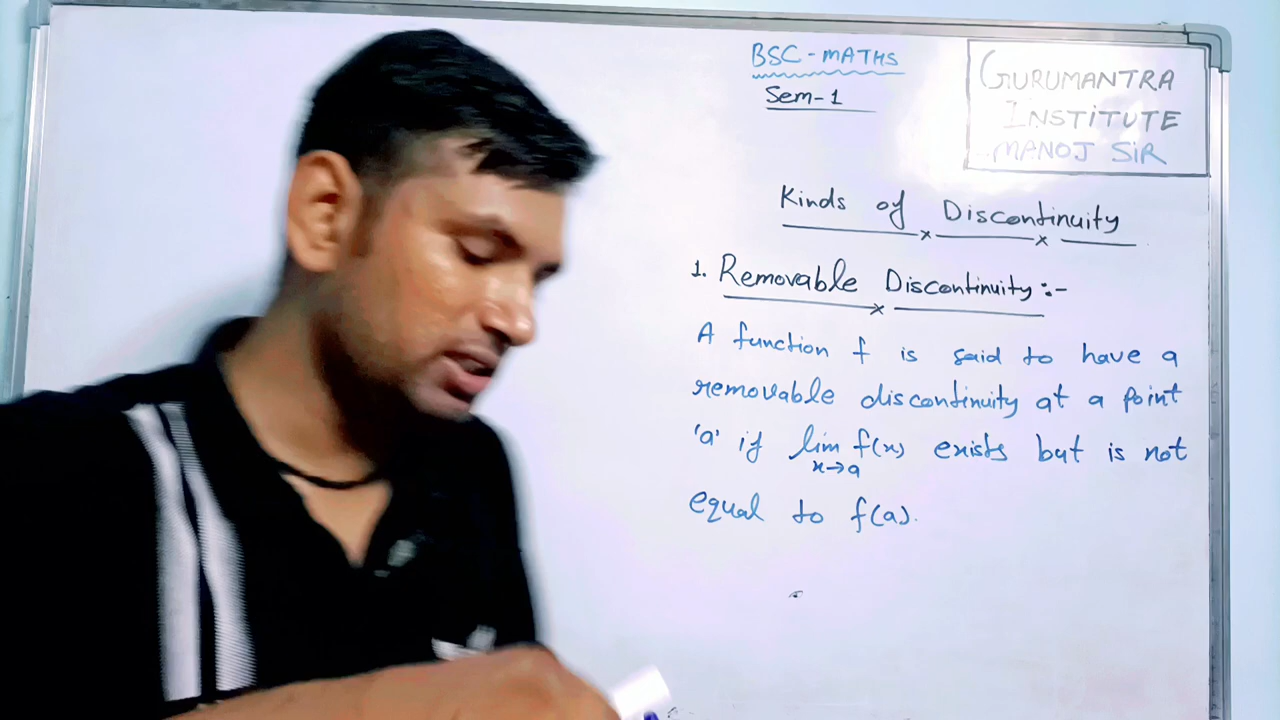 BSC-MATHS
Sem-1
GURUMANTRA
INSTITUTE
-MANOJ SIR
Kinds of Discontinuity
1. Removable Discontinuity :-
A function f is said to have a
removable discontinuity at a point
'a' if lim f(x) exists but is not
x→a
equal to f(a).